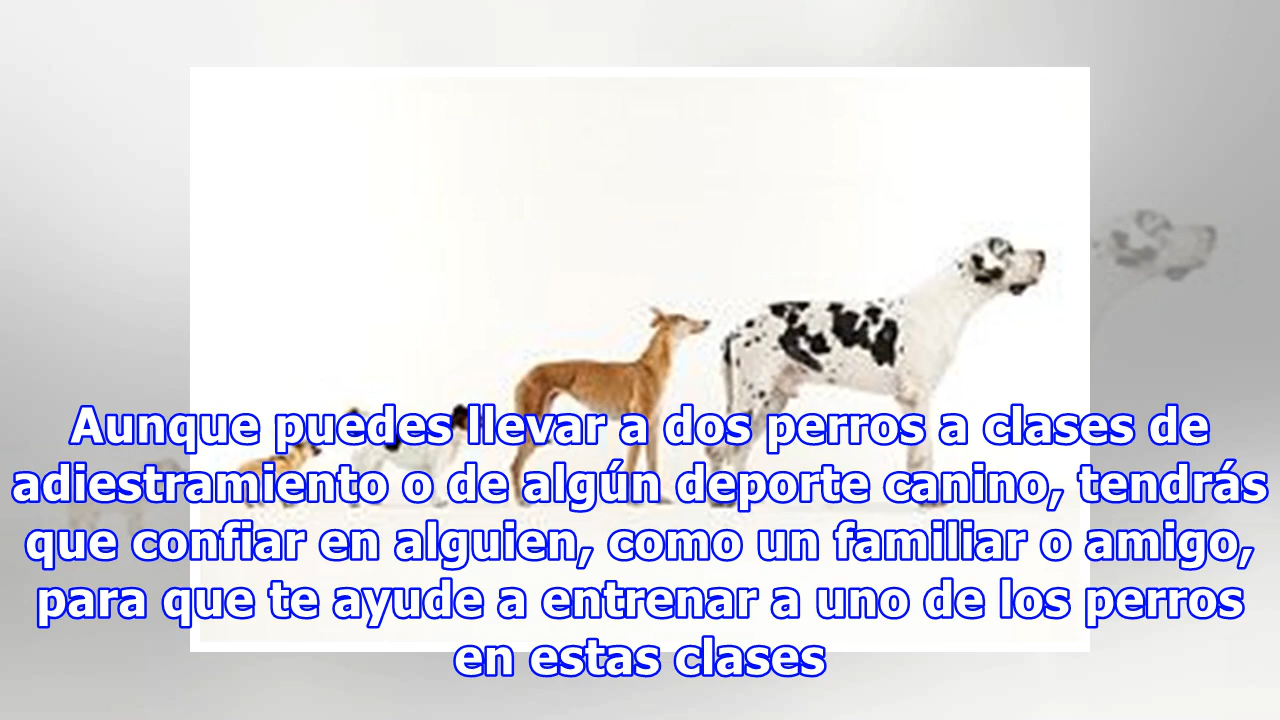 Aunque puedes llevar a dos perros a clases de
adiestramiento o de algún deporte canino, tendrás
que confiar en alguien, como un familiar o amigo,
para que te ayude a entrenar a uno de los perros
en estas clases